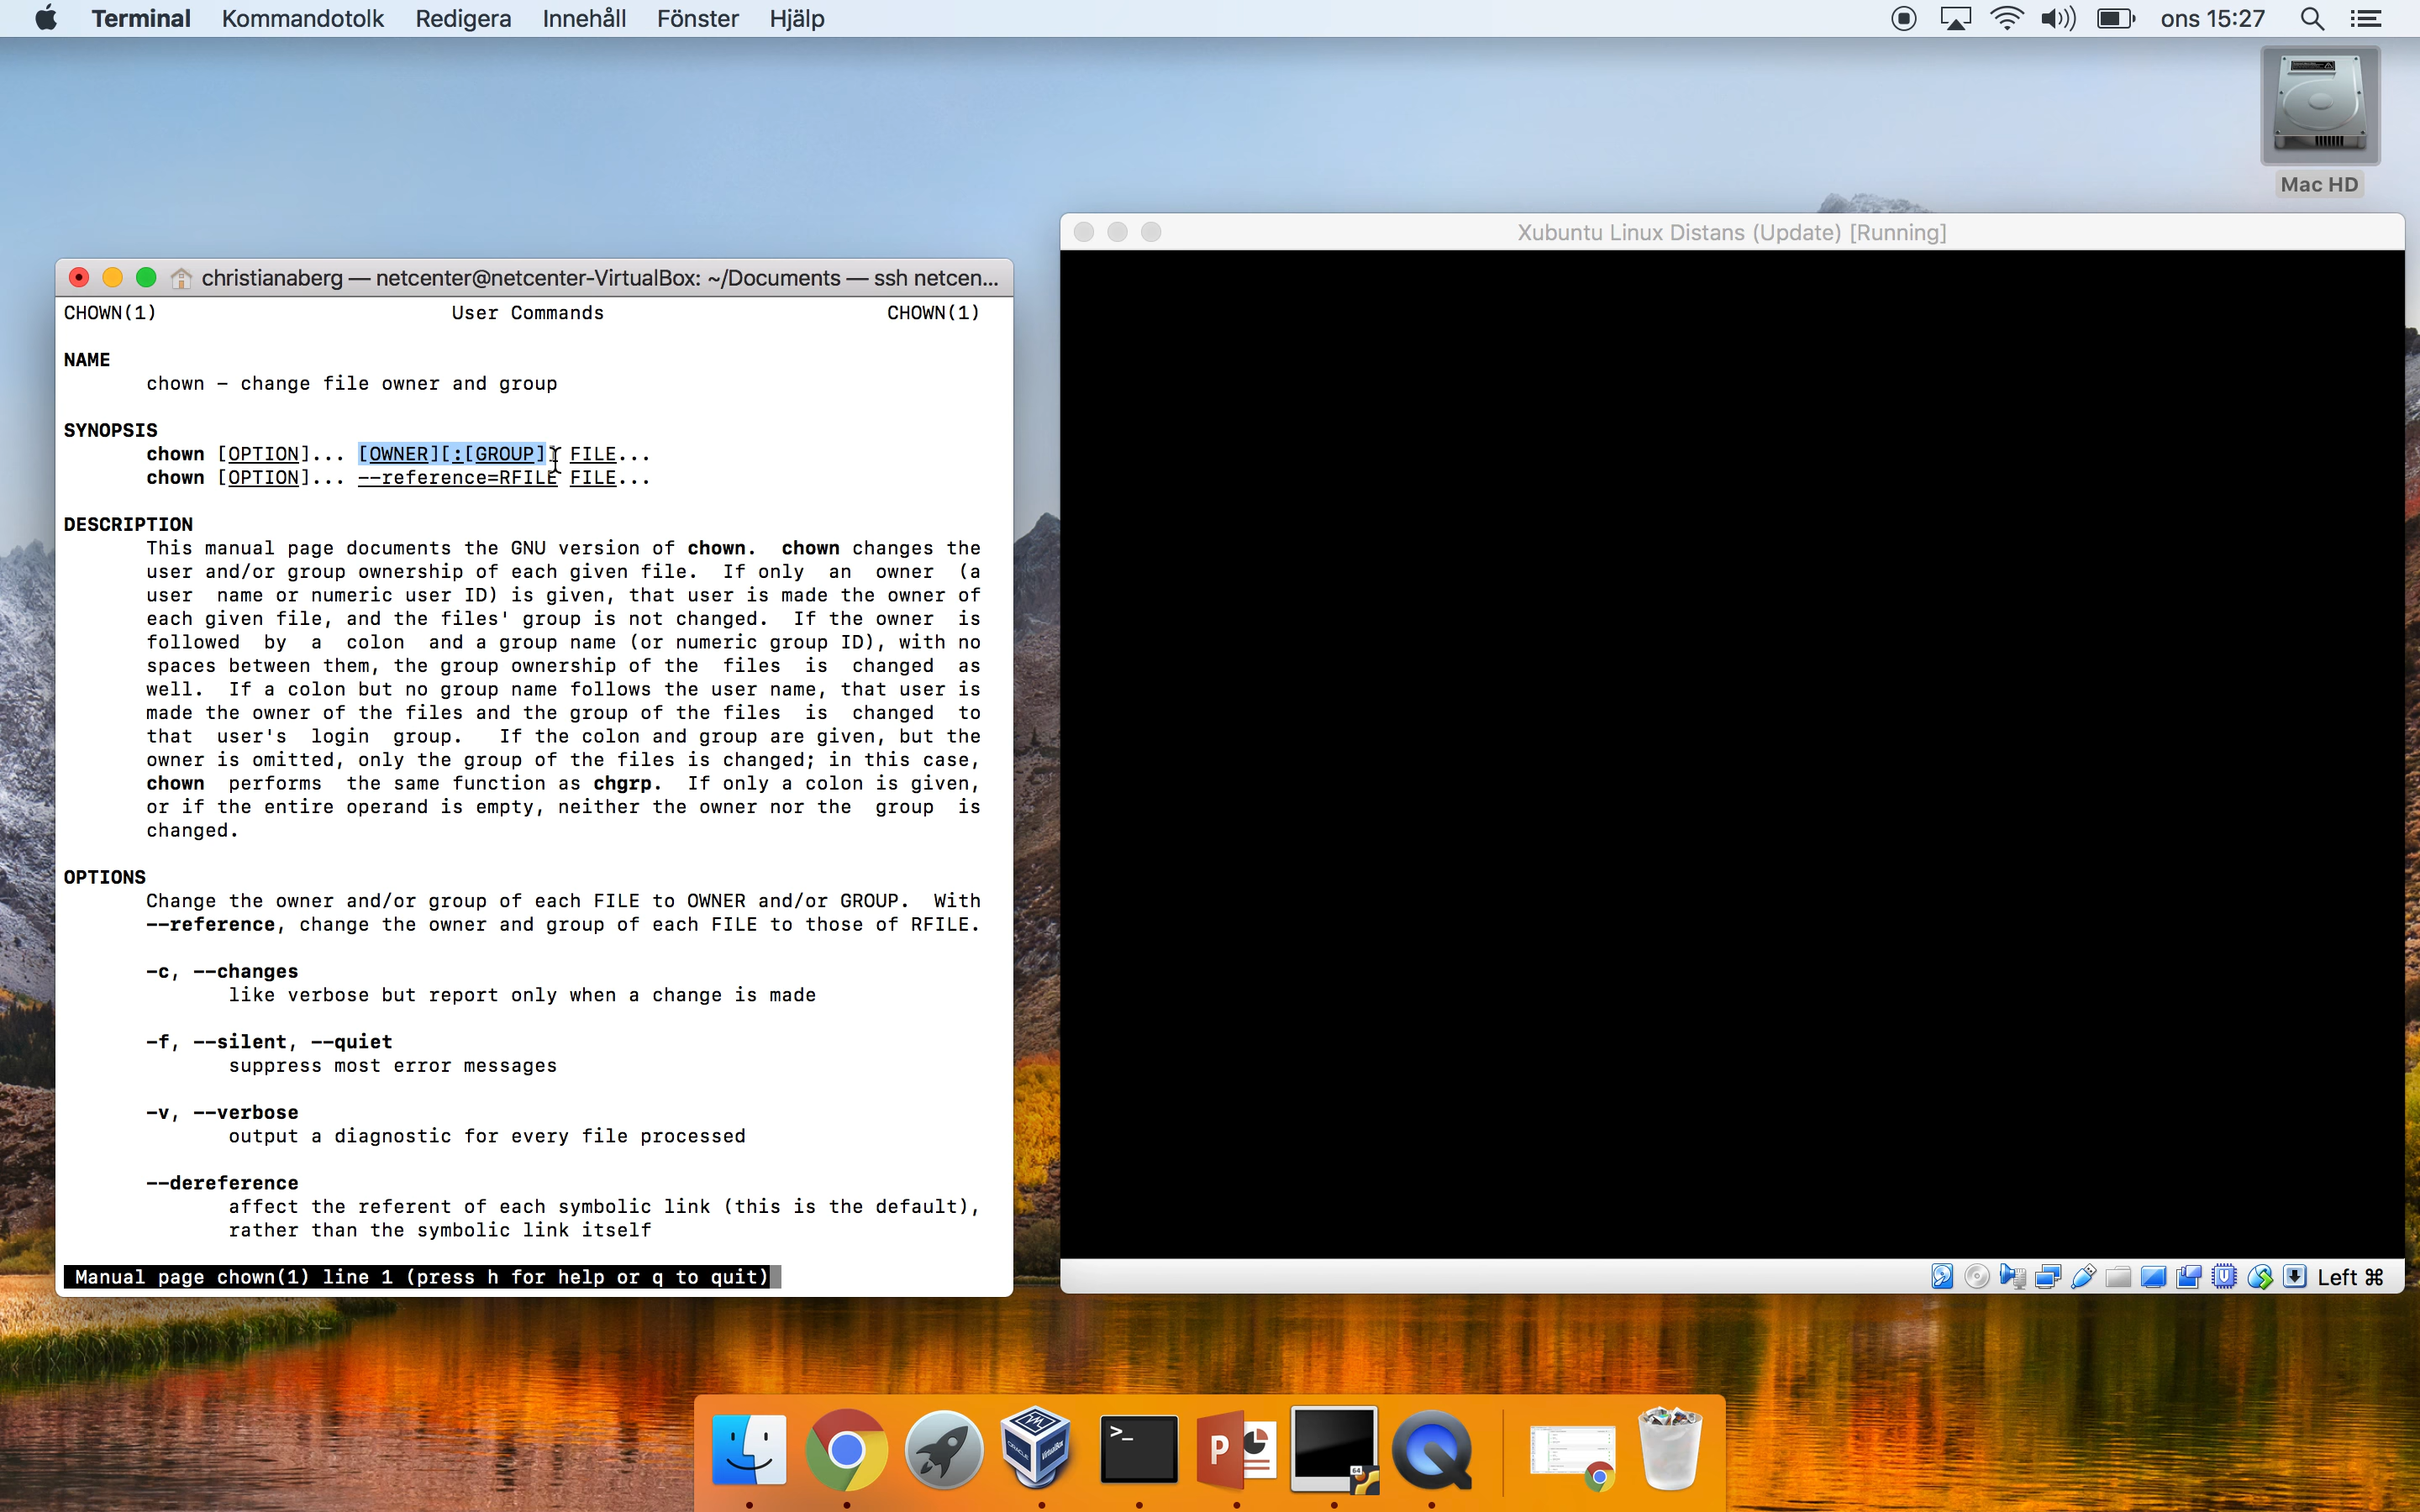 Terminal Kommandotolk Redigera Innehåll Fönster Hjälp ons 15:27
Mac HD
Xubuntu Linux Distans (Update) [Running]
christianaberg — netcenter@netcenter-VirtualBox: ~/Documents — ssh netcen...
CHOWN(1) User Commands CHOWN(1)
NAME
chown – change file owner and group
SYNOPSIS
chown [OPTION]... [OWNER][:[GROUP]] FILE...
chown [OPTION]... --reference=RFILE FILE...
DESCRIPTION
This manual page documents the GNU version of chown. chown changes the
user and/or group ownership of each given file. If only an owner (a
user name or numeric user ID) is given, that user is made the owner of
each given file, and the files' group is not changed. If the owner is
followed by a colon and a group name (or numeric group ID), with no
spaces between them, the group ownership of the files is changed as
well. If a colon but no group name follows the user name, that user is
made the owner of the files and the group of the files is changed to
that user's login group. If the colon and group are given, but the
owner is omitted, only the group of the files is changed; in this case,
chown performs the same function as chgrp. If only a colon is given,
or if the entire operand is empty, neither the owner nor the group is
changed.
OPTIONS
Change the owner and/or group of each FILE to OWNER and/or GROUP. With
--reference, change the owner and group of each FILE to those of RFILE.
-c, --changes
like verbose but report only when a change is made
-f, --silent, --quiet
suppress most error messages
-v, --verbose
output a diagnostic for every file processed
--dereference
affect the referent of each symbolic link (this is the default),
rather than the symbolic link itself
Manual page chown(1) line 1 (press h for help or q to quit)
Left ⌘
>_
P
64